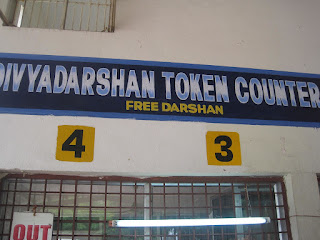 DIVYADARSHAN TOKEN COUNTER
FREE DARSHAN
4 3
OUT